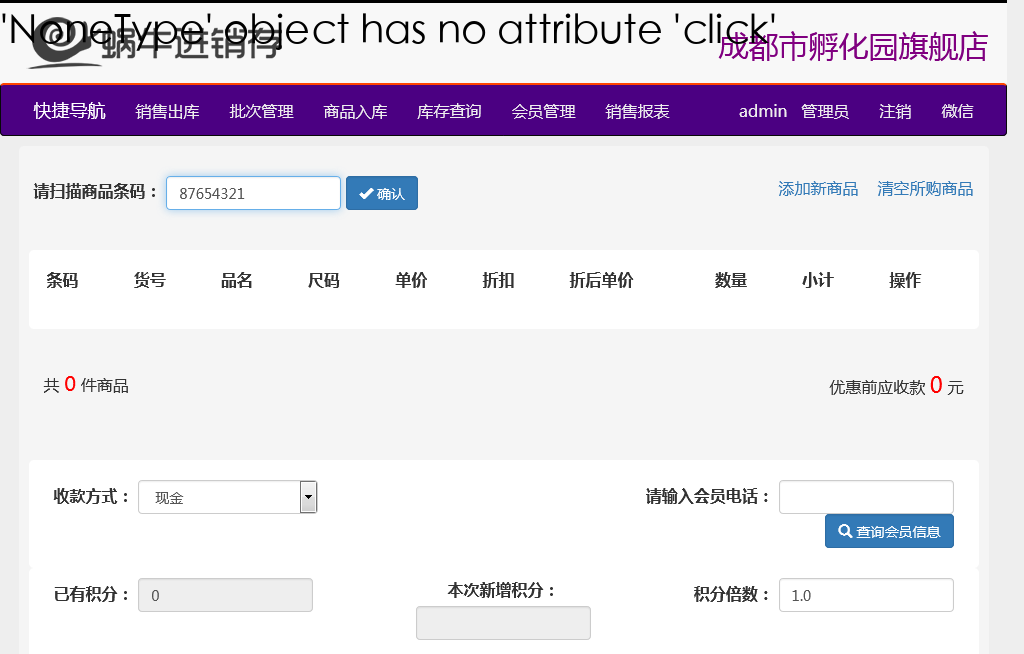 'NoneType' object has no attribute 'click'
蜗牛进销存
成都市孵化园旗舰店
快捷导航 销售出库 批次管理 商品入库 库存查询 会员管理 销售报表 admin 管理员 注销 微信
请扫描商品条码： 87654321 确认 添加新商品 清空所购商品
条码 货号 品名 尺码 单价 折扣 折后单价 数量 小计 操作
共 0 件商品 优惠前应收款 0 元
收款方式： 现金 请输入会员电话：
查询会员信息
已有积分： 0 本次新增积分： 积分倍数： 1.0